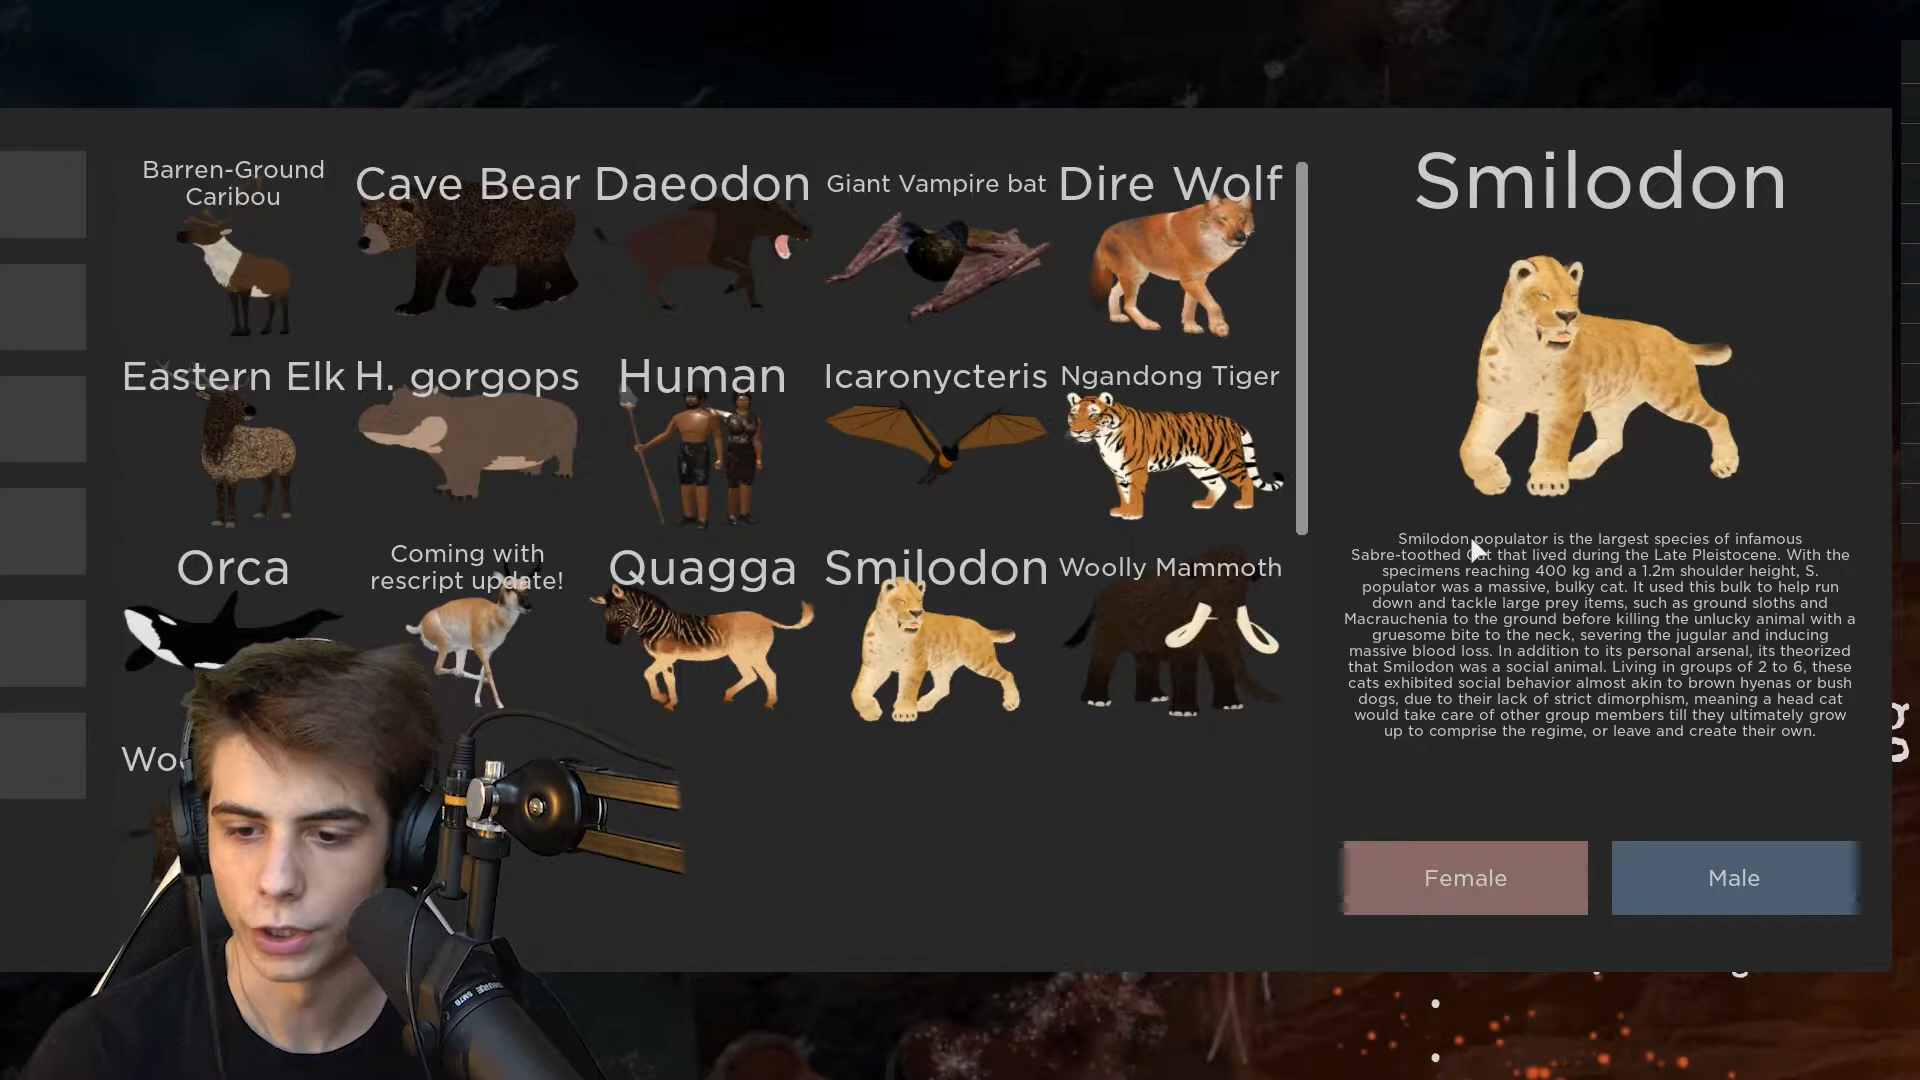 Barren-Ground
Caribou
Cave Bear
Daeodon
Giant Vampire bat
Dire Wolf
Smilodon
Eastern Elk
H. gorgops
Human
Icaronycteris
Ngandong Tiger
Orca
Coming with
rescript update!
Quagga
Smilodon
Woolly Mammoth
Smilodon populator is the largest species of infamous
Sabre-toothed Cat that lived during the Late Pleistocene. With the
specimens reaching 400 kg and a 1.2m shoulder height, S.
populator was a massive, bulky cat. It used this bulk to help run
down and tackle large prey items, such as ground sloths and
Macrauchenia to the ground before killing the unlucky animal with a
gruesome bite to the neck, severing the jugular and inducing
massive blood loss. In addition to its personal arsenal, its theorized
that Smilodon was a social animal. Living in groups of 2 to 6, these
cats exhibited social behavior almost akin to brown hyenas or bush
dogs, due to their lack of strict dimorphism, meaning a head cat
would take care of other group members till they ultimately grow
up to comprise the regime, or leave and create their own.
Female
Male
SHURE SM7B